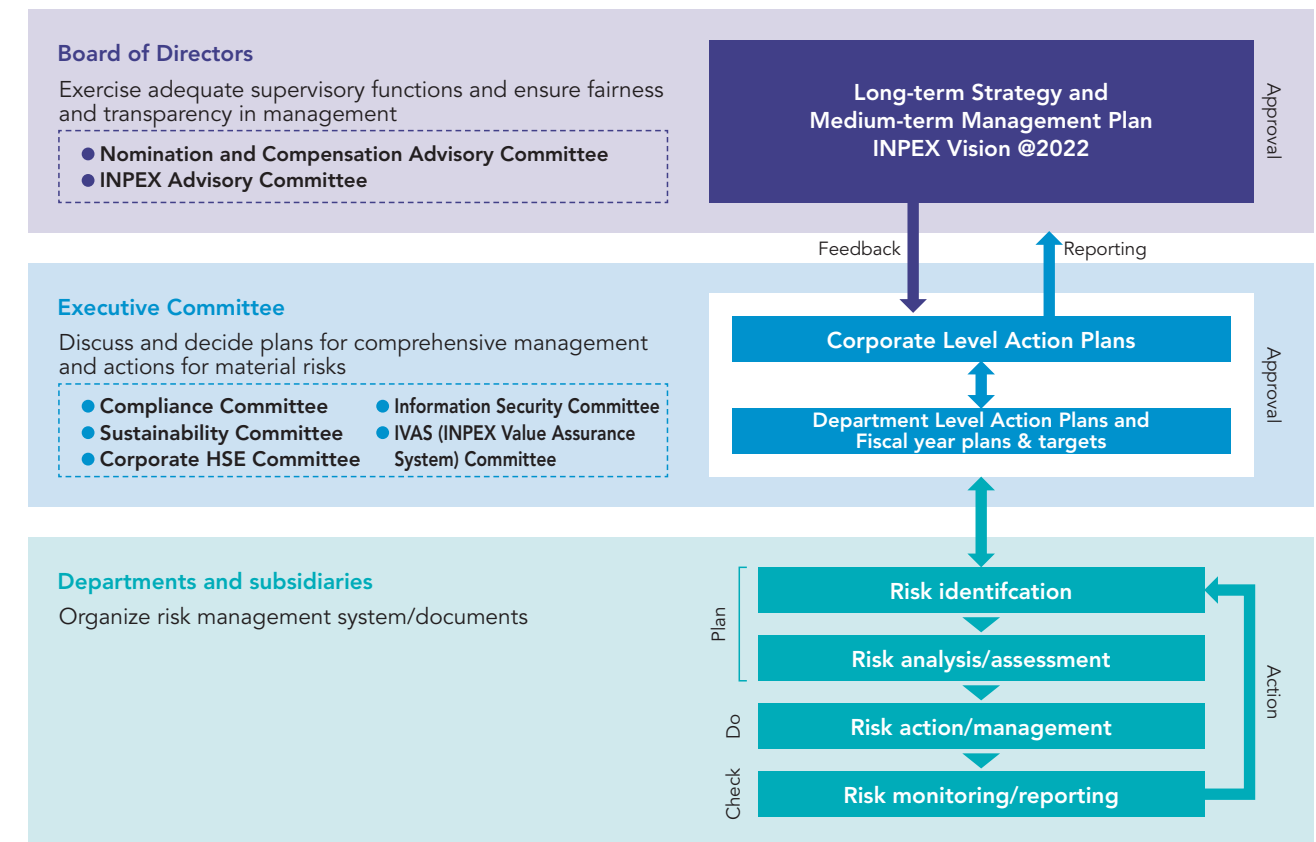 Board of Directors
Exercise adequate supervisory functions and ensure fairness
and transparency in management
● Nomination and Compensation Advisory Committee
● INPEX Advisory Committee
Long-term Strategy and
Medium-term Management Plan
INPEX Vision @2022
Approval
Feedback
Reporting
Executive Committee
Discuss and decide plans for comprehensive management
and actions for material risks
● Compliance Committee
● Sustainability Committee
● Corporate HSE Committee
● Information Security Committee
● IVAS (INPEX Value Assurance
System) Committee
Corporate Level Action Plans
Department Level Action Plans and
Fiscal year plans & targets
Approval
Departments and subsidiaries
Organize risk management system/documents
Plan
Risk identifcation
Risk analysis/assessment
Do
Risk action/management
Check
Risk monitoring/reporting
Action